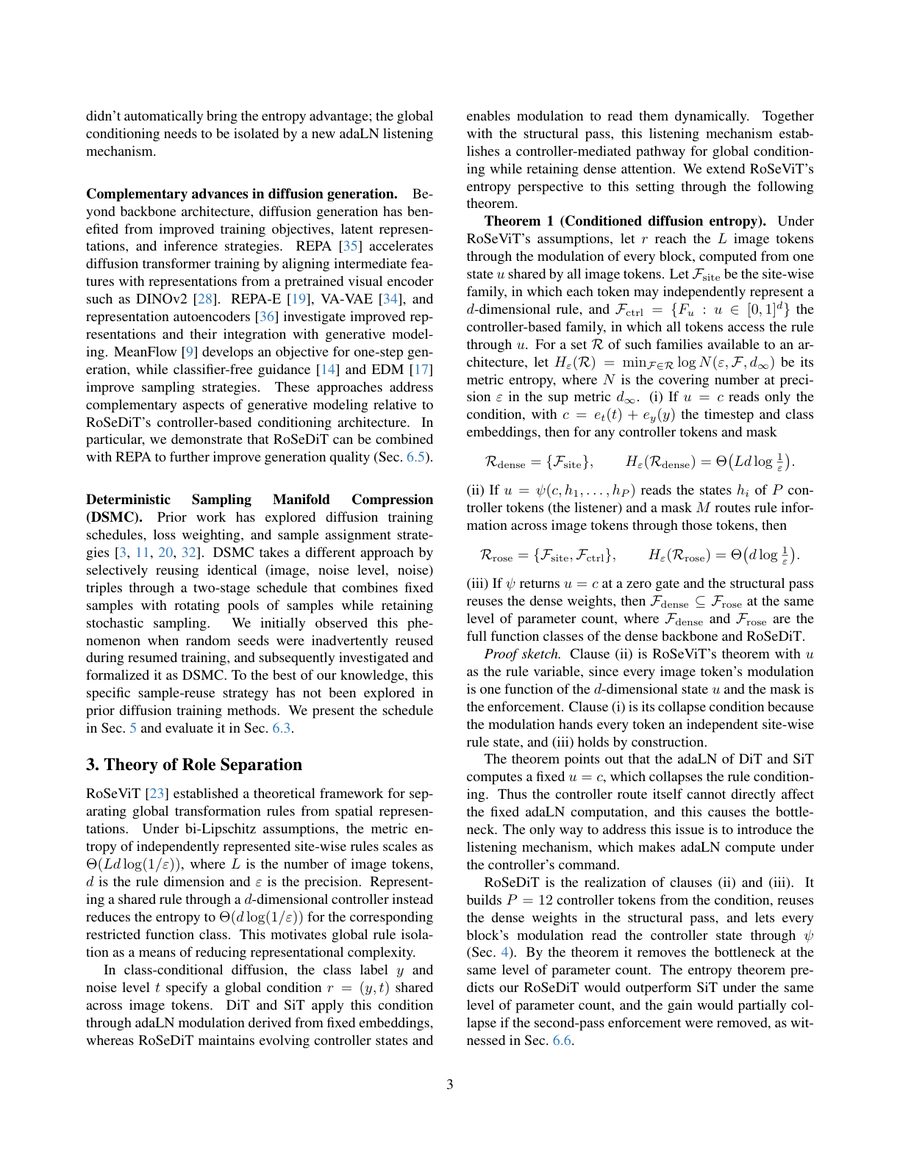 didn't automatically bring the entropy advantage; the global
conditioning needs to be isolated by a new adaLN listening
mechanism.
Complementary advances in diffusion generation. Be-
yond backbone architecture, diffusion generation has ben-
efited from improved training objectives, latent represen-
tations, and inference strategies. REPA [35] accelerates
diffusion transformer training by aligning intermediate fea-
tures with representations from a pretrained visual encoder
such as DINOv2 [28]. REPA-E [19], VA-VAE [34], and
representation autoencoders [36] investigate improved rep-
resentations and their integration with generative model-
ing. MeanFlow [9] develops an objective for one-step gen-
eration, while classifier-free guidance [14] and EDM [17]
improve sampling strategies. These approaches address
complementary aspects of generative modeling relative to
RoSeDiT's controller-based conditioning architecture. In
particular, we demonstrate that RoSeDiT can be combined
with REPA to further improve generation quality (Sec. 6.5).
Deterministic Sampling Manifold Compression
(DSMC). Prior work has explored diffusion training
schedules, loss weighting, and sample assignment strate-
gies [3, 11, 20, 32]. DSMC takes a different approach by
selectively reusing identical (image, noise level, noise)
triples through a two-stage schedule that combines fixed
samples with rotating pools of samples while retaining
stochastic sampling. We initially observed this phe-
nomenon when random seeds were inadvertently reused
during resumed training, and subsequently investigated and
formalized it as DSMC. To the best of our knowledge, this
specific sample-reuse strategy has not been explored in
prior diffusion training methods. We present the schedule
in Sec. 5 and evaluate it in Sec. 6.3.
3. Theory of Role Separation
RoSeViT [23] established a theoretical framework for sep-
arating global transformation rules from spatial represen-
tations. Under bi-Lipschitz assumptions, the metric en-
tropy of independently represented site-wise rules scales as
Θ(Ld log(1/ε)), where L is the number of image tokens,
d is the rule dimension and ε is the precision. Represent-
ing a shared rule through a d-dimensional controller instead
reduces the entropy to Θ(d log(1/ε)) for the corresponding
restricted function class. This motivates global rule isola-
tion as a means of reducing representational complexity.
In class-conditional diffusion, the class label y and
noise level t specify a global condition r = (y, t) shared
across image tokens. DiT and SiT apply this condition
through adaLN modulation derived from fixed embeddings,
whereas RoSeDiT maintains evolving controller states and
enables modulation to read them dynamically. Together
with the structural pass, this listening mechanism estab-
lishes a controller-mediated pathway for global condition-
ing while retaining dense attention. We extend RoSeViT's
entropy perspective to this setting through the following
theorem.
Theorem 1 (Conditioned diffusion entropy). Under
RoSeViT's assumptions, let r reach the L image tokens
through the modulation of every block, computed from one
state u shared by all image tokens. Let F_site be the site-wise
family, in which each token may independently represent a
d-dimensional rule, and F_ctrl = {F_u : u ∈ [0, 1]^d} the
controller-based family, in which all tokens access the rule
through u. For a set R of such families available to an ar-
chitecture, let H_ε(R) = min_{F∈R} log N(ε, F, d_∞) be its
metric entropy, where N is the covering number at preci-
sion ε in the sup metric d_∞. (i) If u = c reads only the
condition, with c = e_t(t) + e_y(y) the timestep and class
embeddings, then for any controller tokens and mask
R_dense = {F_site}, H_ε(R_dense) = Θ(Ld log 1/ε).
(ii) If u = ψ(c, h_1, . . . , h_P) reads the states h_i of P con-
troller tokens (the listener) and a mask M routes rule infor-
mation across image tokens through those tokens, then
R_rose = {F_site, F_ctrl}, H_ε(R_rose) = Θ(d log 1/ε).
(iii) If ψ returns u = c at a zero gate and the structural pass
reuses the dense weights, then F_dense ⊆ F_rose at the same
level of parameter count, where F_dense and F_rose are the
full function classes of the dense backbone and RoSeDiT.
Proof sketch. Clause (ii) is RoSeViT's theorem with u
as the rule variable, since every image token's modulation
is one function of the d-dimensional state u and the mask is
the enforcement. Clause (i) is its collapse condition because
the modulation hands every token an independent site-wise
rule state, and (iii) holds by construction.
The theorem points out that the adaLN of DiT and SiT
computes a fixed u = c, which collapses the rule condition-
ing. Thus the controller route itself cannot directly affect
the fixed adaLN computation, and this causes the bottle-
neck. The only way to address this issue is to introduce the
listening mechanism, which makes adaLN compute under
the controller's command.
RoSeDiT is the realization of clauses (ii) and (iii). It
builds P = 12 controller tokens from the condition, reuses
the dense weights in the structural pass, and lets every
block's modulation read the controller state through ψ
(Sec. 4). By the theorem it removes the bottleneck at the
same level of parameter count. The entropy theorem pre-
dicts our RoSeDiT would outperform SiT under the same
level of parameter count, and the gain would partially col-
lapse if the second-pass enforcement were removed, as wit-
nessed in Sec. 6.6.
3